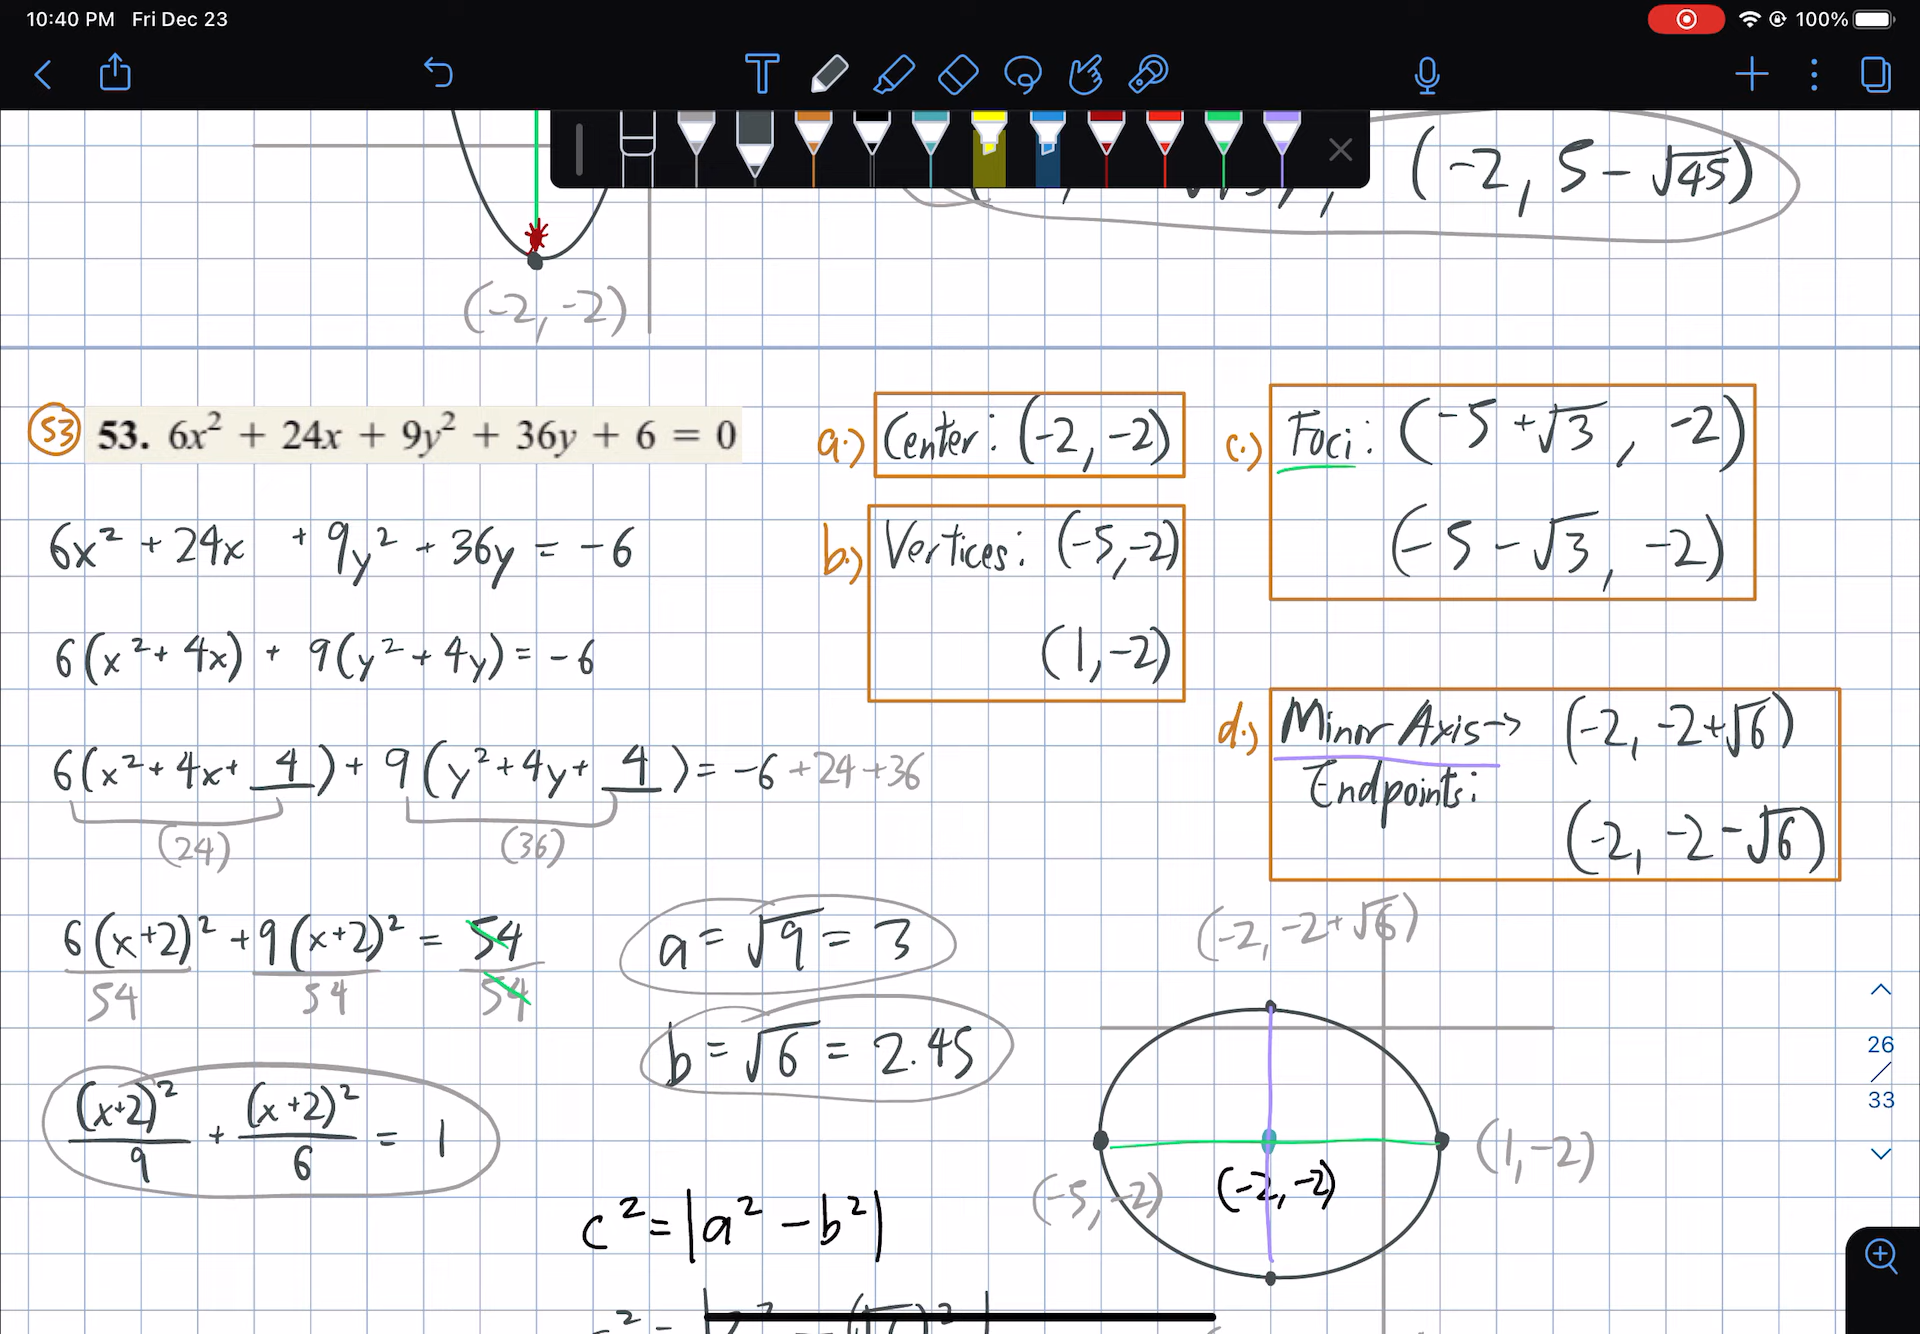 10:40 PM Fri Dec 23
100%
T
(-2, 5 - √45)
(-2, -2)
53
53. 6x² + 24x + 9y² + 36y + 6 = 0
6x² + 24x + 9y² + 36y = -6
6(x² + 4x) + 9(y² + 4y) = -6
6(x² + 4x + 4) + 9(y² + 4y + 4) = -6 + 24 + 36
(24) (36)
6(x+2)² + 9(x+2)² = 54
54 54 54
(x+2)² + (x+2)² = 1
9 6
a = √9 = 3
b = √6 = 2.45
c² = |a² - b²|
a.) Center: (-2, -2)
b.) Vertices: (-5, -2)
(1, -2)
c.) Foci: (-5 + √3, -2)
(-5 - √3, -2)
d.) Minor Axis → (-2, -2+√6)
Endpoints:
(-2, -2-√6)
(-2, -2+√6)
(1, -2)
(-5, -2)
(-2, -2)
26
/
33